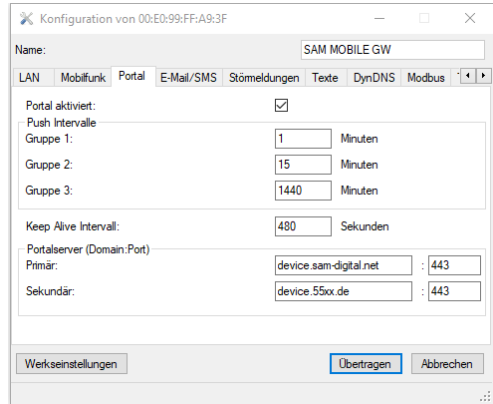 Konfiguration von 00:E0:99:FF:A9:3F
Name: SAM MOBILE GW
LAN Mobilfunk Portal E-Mail/SMS Störmeldungen Texte DynDNS Modbus
Portal aktiviert:
Push Intervalle
Gruppe 1: 1 Minuten
Gruppe 2: 15 Minuten
Gruppe 3: 1440 Minuten
Keep Alive Intervall: 480 Sekunden
Portalserver (Domain:Port)
Primär: device.sam-digital.net : 443
Sekundär: device.55xx.de : 443
Werkseinstellungen Übertragen Abbrechen